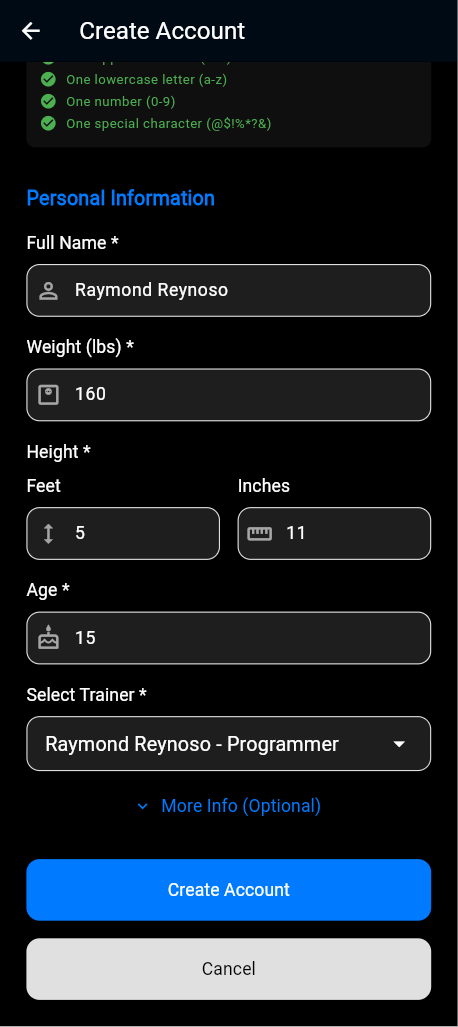 Create Account
One lowercase letter (a-z)
One number (0-9)
One special character (@$!%*?&)
Personal Information
Full Name *
Raymond Reynoso
Weight (lbs) *
160
Height *
Feet
Inches
5
11
Age *
15
Select Trainer *
Raymond Reynoso - Programmer
More Info (Optional)
Create Account
Cancel